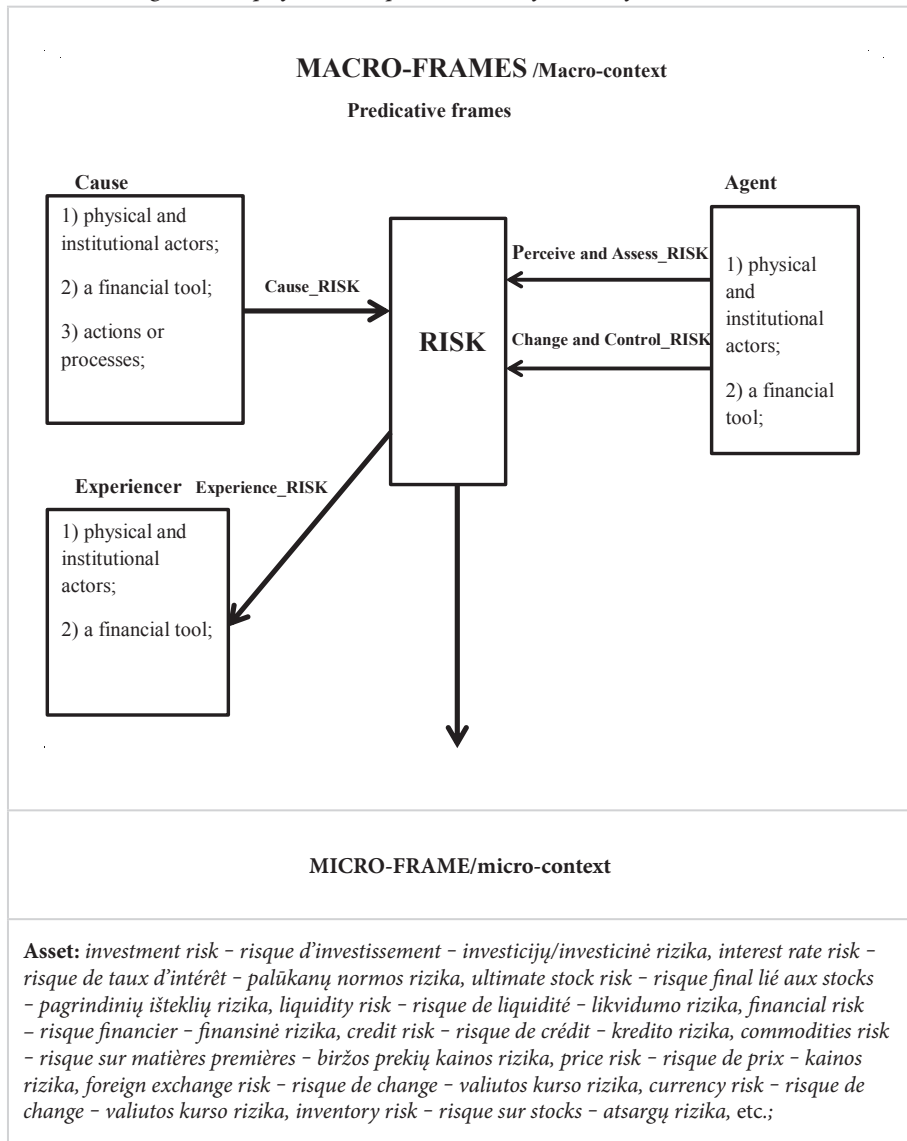 MACRO-FRAMES /Macro-context
Predicative frames
Cause
1) physical and
institutional actors;
2) a financial tool;
3) actions or
processes;
Cause_RISK
RISK
Perceive and Assess_RISK
Change and Control_RISK
Agent
1) physical
and
institutional
actors;
2) a financial
tool;
Experiencer Experience_RISK
1) physical and
institutional
actors;
2) a financial tool;
MICRO-FRAME/micro-context
Asset: investment risk – risque d’investissement – investicijų/investicinė rizika, interest rate risk –
risque de taux d’intérêt – palūkanų normos rizika, ultimate stock risk – risque final lié aux stocks
– pagrindinių išteklių rizika, liquidity risk – risque de liquidité – likvidumo rizika, financial risk
– risque financier – finansinė rizika, credit risk – risque de crédit – kredito rizika, commodities risk
– risque sur matières premières – biržos prekių kainos rizika, price risk – risque de prix – kainos
rizika, foreign exchange risk – risque de change – valiutos kurso rizika, currency risk – risque de
change – valiutos kurso rizika, inventory risk – risque sur stocks – atsargų rizika, etc.;